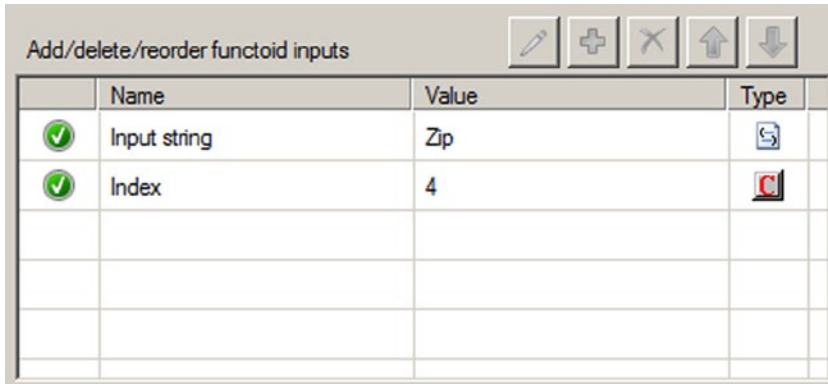 Add/delete/reorder functoid inputs
Name Value Type
Input string Zip
Index 4 C